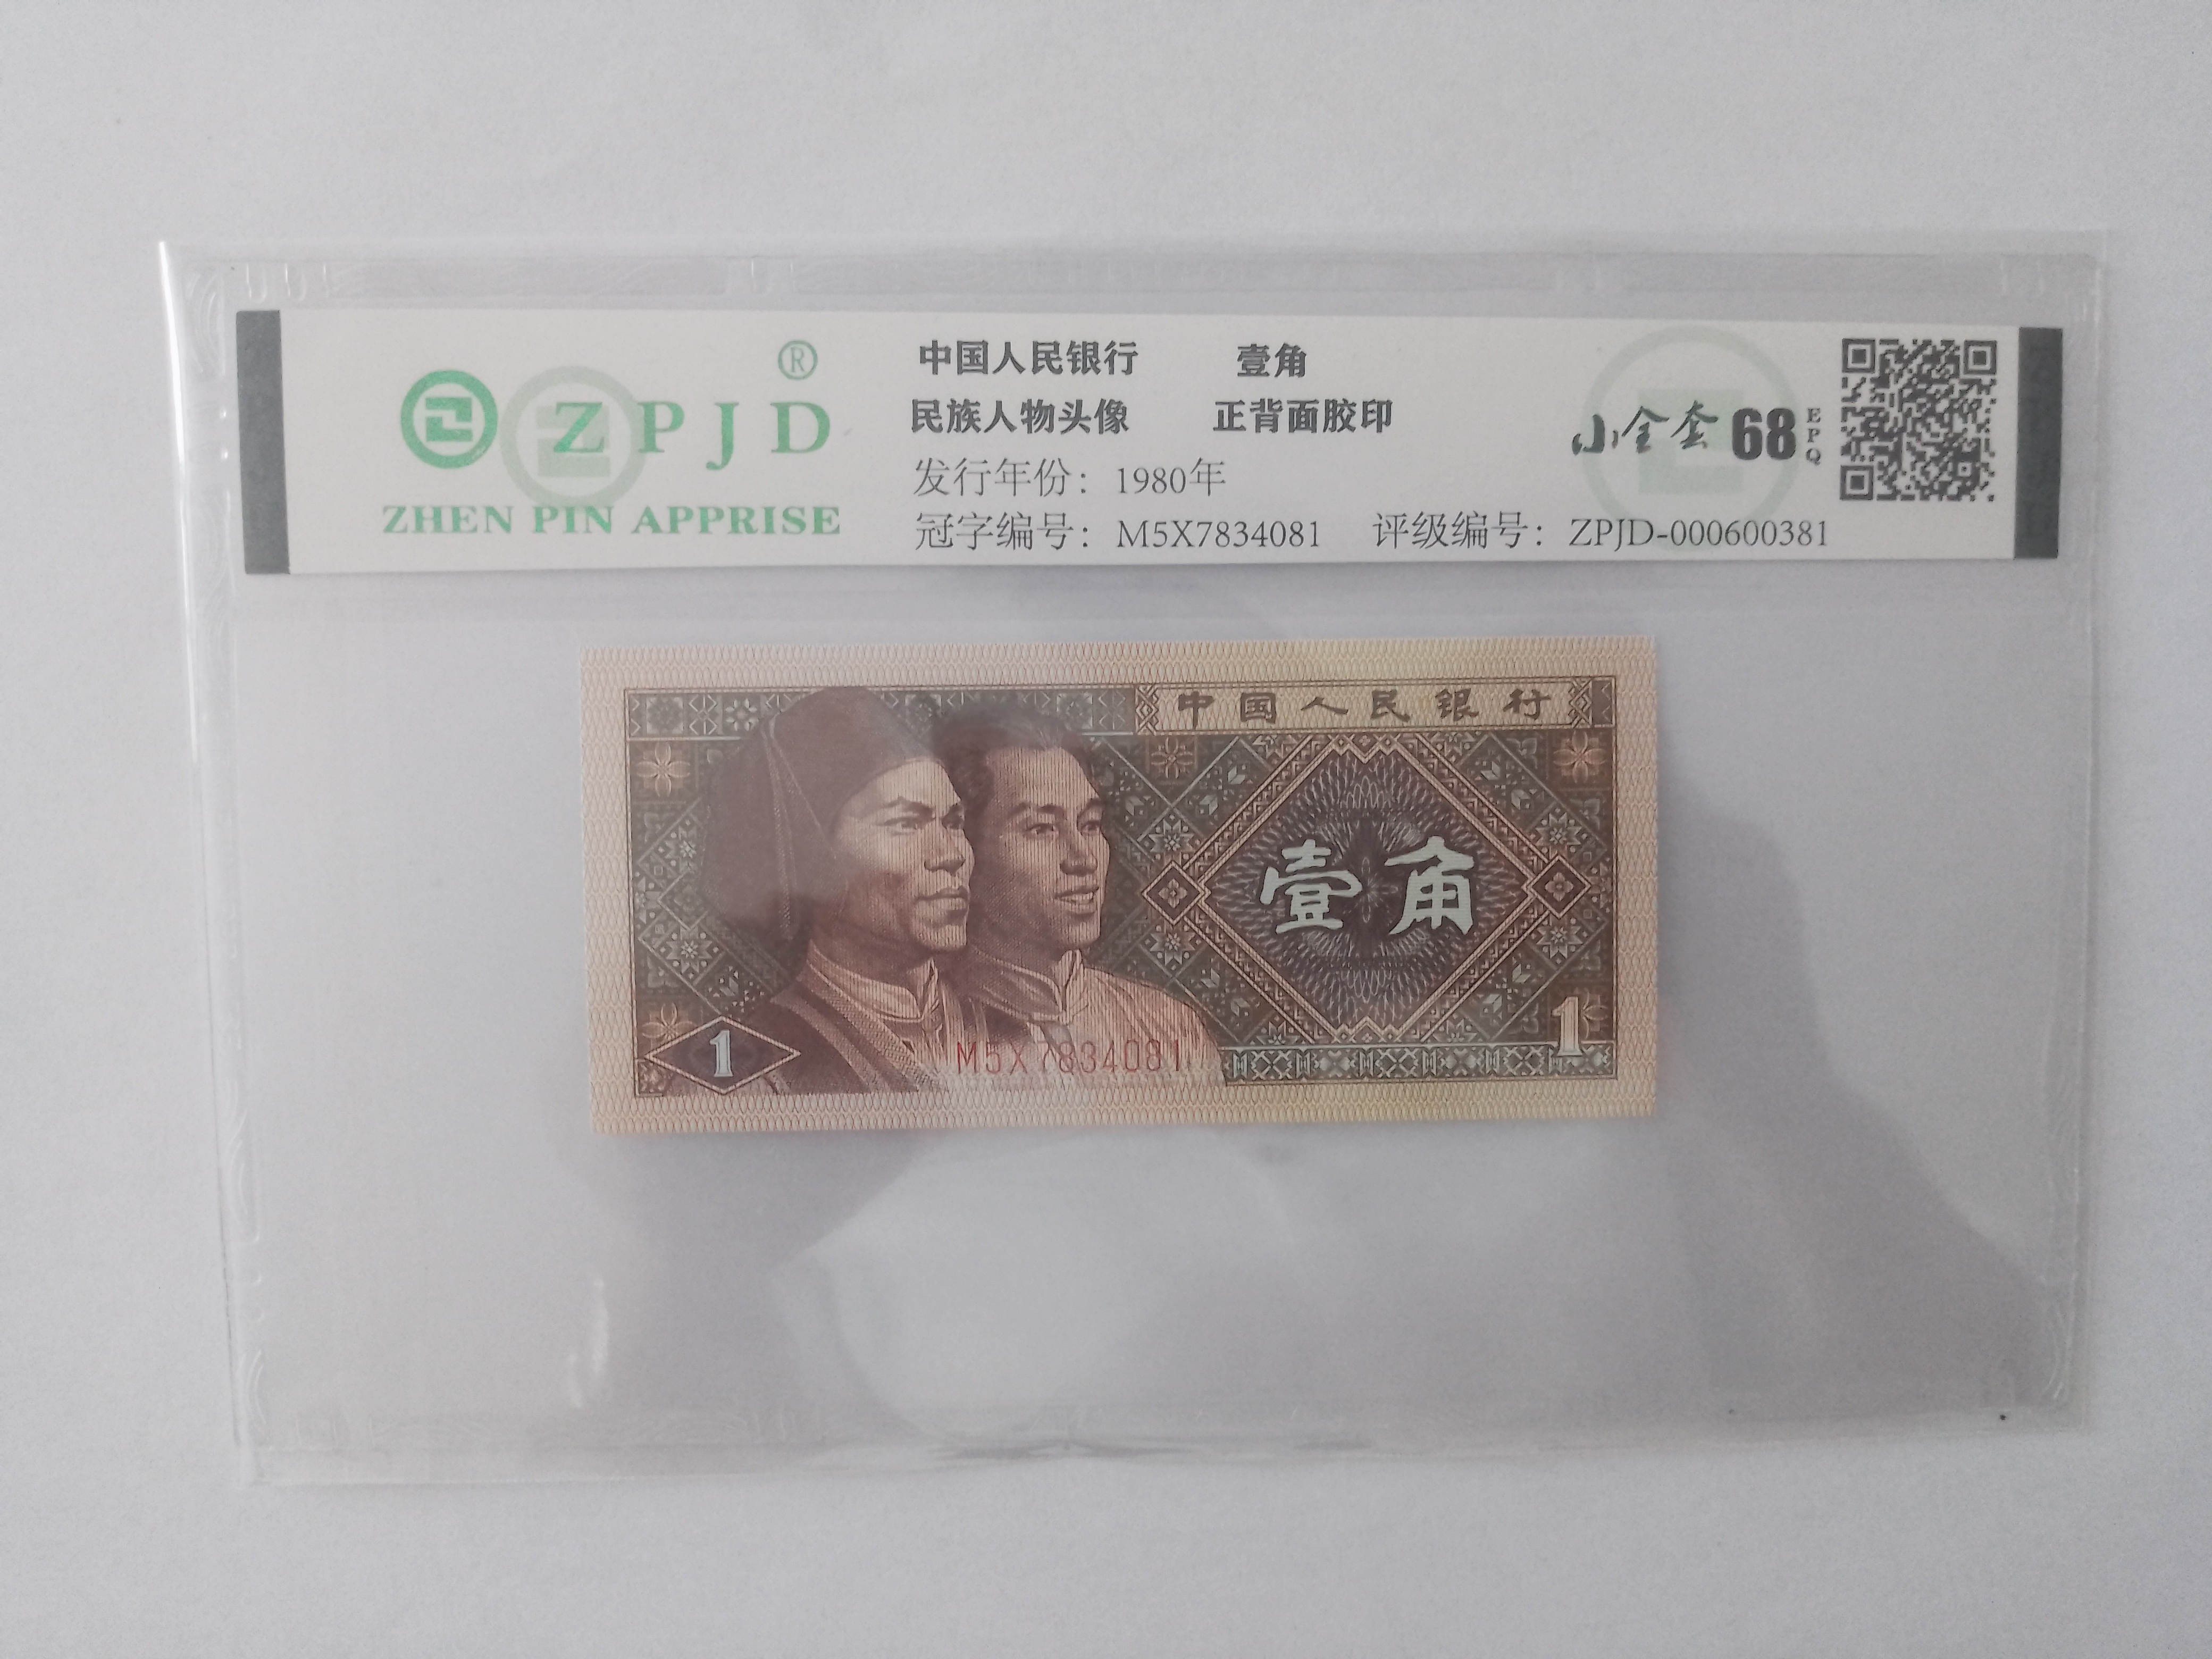 ®
ZPJD
ZHEN PIN APPRISE
中国人民银行 壹角
民族人物头像 正背面胶印
发行年份：1980年
冠字编号：M5X7834081 评级编号：ZPJD-000600381
小全套 68 EPQ
中国人民银行
壹角
1
M5X7834081
1